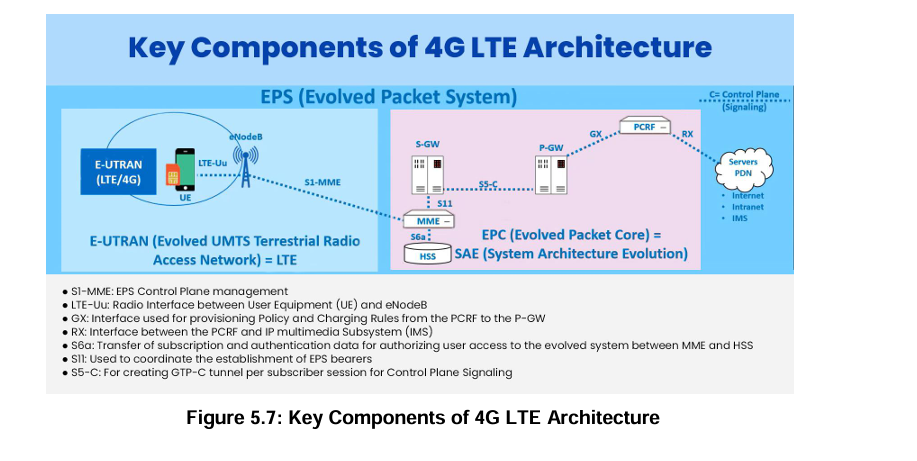 Key Components of 4G LTE Architecture
EPS (Evolved Packet System)
C= Control Plane
(Signaling)
eNodeB
E-UTRAN
(LTE/4G)
LTE-Uu
UE
S1-MME
E-UTRAN (Evolved UMTS Terrestrial Radio
Access Network) = LTE
S-GW
P-GW
GX
PCRF
RX
S5-C
S11
MME
S6a
HSS
EPC (Evolved Packet Core) =
SAE (System Architecture Evolution)
Servers
PDN
• Internet
• Intranet
• IMS
● S1-MME: EPS Control Plane management
● LTE-Uu: Radio Interface between User Equipment (UE) and eNodeB
● GX: Interface used for provisioning Policy and Charging Rules from the PCRF to the P-GW
● RX: Interface between the PCRF and IP multimedia Subsystem (IMS)
● S6a: Transfer of subscription and authentication data for authorizing user access to the evolved system between MME and HSS
● S11: Used to coordinate the establishment of EPS bearers
● S5-C: For creating GTP-C tunnel per subscriber session for Control Plane Signaling
Figure 5.7: Key Components of 4G LTE Architecture